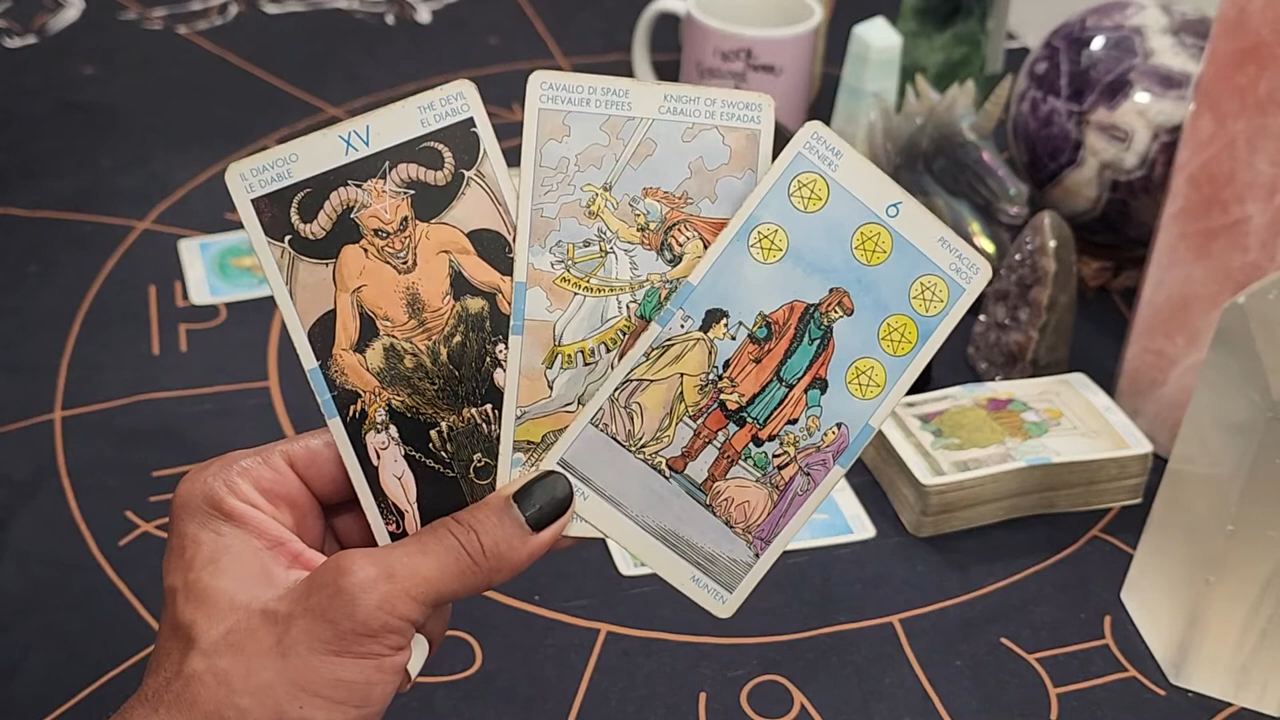 XV
IL DIAVOLO
LE DIABLE
THE DEVIL
EL DIABLO
CAVALLO DI SPADE
CHEVALIER D'EPEES
KNIGHT OF SWORDS
CABALLO DE ESPADAS
DENARI
DENIERS
6
PENTACLES
OROS
MUNTEN